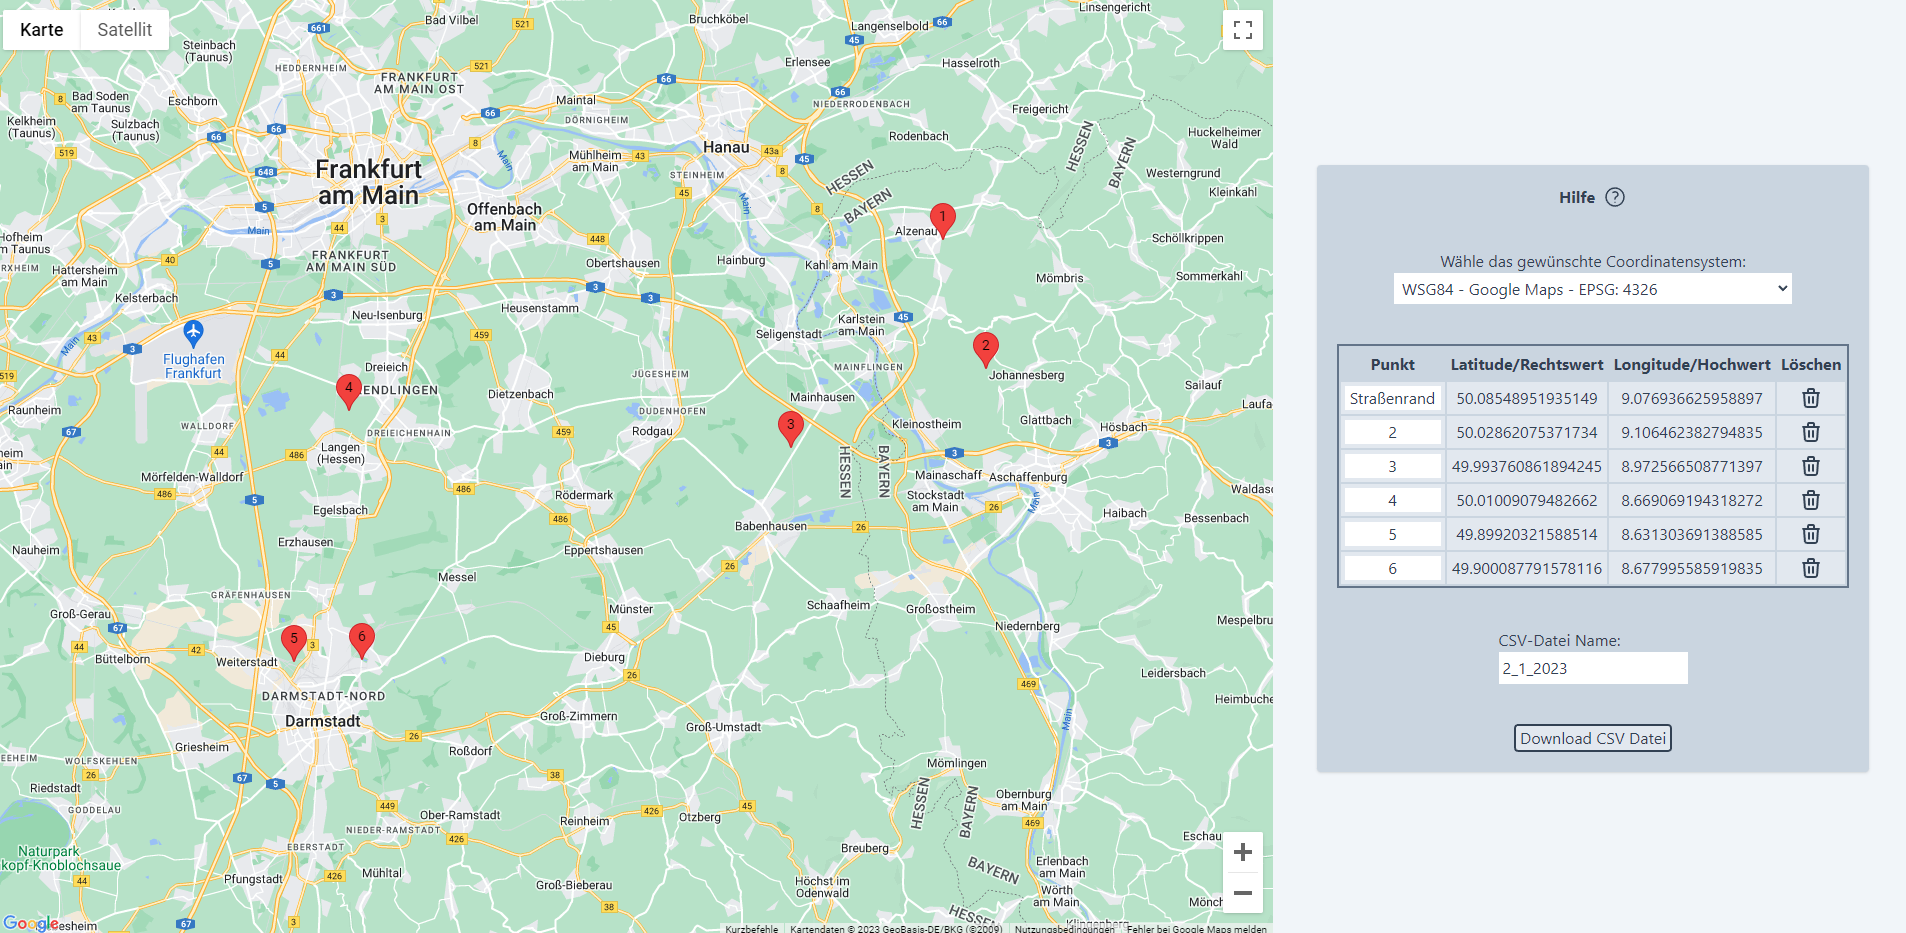 Karte
Satellit
Bad Vilbel
Bruchköbel
Linsengericht
Langenselbold
Steinbach
(Taunus)
HEDDERNHEIM
Erlensee
Hasselroth
FRANKFURT
AM MAIN OST
Bad Soden
am Taunus
Eschborn
Maintal
NIEDERRODENBACH
Freigericht
Kelkheim
(Taunus)
Sulzbach
(Taunus)
DÖRNIGHEIM
Rodenbach
Huckelheimer
Wald
Hanau
HESSEN
BAYERN
Mühlheim
am Main
Frankfurt
am Main
STEINHEIM
HESSEN
BAYERN
Westerngrund
Kleinkahl
Offenbach
am Main
Main
Main
Main
Alzenau
Hofheim
m Taunus
Schöllkrippen
FRANKFURT
AM MAIN SÜD
Obertshausen
Hainburg
Kahl am Main
Hattersheim
am Main
Mömbris
Sommerkahl
Kelsterbach
Heusenstamm
Neu-Isenburg
Karlstein
am Main
Seligenstadt
Main
Flughafen
Frankfurt
Dreieich
MAINFLINGEN
Johannesberg
JÜGESHEIM
Sailauf
ENDLINGEN
Dietzenbach
Mainhausen
Raunheim
DUDENHOFEN
WALLDORF
DREIEICHENHAIN
Rodgau
Kleinostheim
Glattbach
Hösbach
Langen
(Hessen)
HESSEN
BAYERN
Mörfelden-Walldorf
Mainaschaff
Aschaffenburg
Rödermark
Stockstadt
am Main
Main
Egelsbach
Babenhausen
Haibach
Bessenbach
Nauheim
Erzhausen
Eppertshausen
Messel
GRÄFENHAUSEN
Groß-Gerau
Münster
Schaafheim
Großostheim
Niedernberg
Büttelborn
Weiterstadt
Dieburg
Leidersbach
DARMSTADT-NORD
Darmstadt
Groß-Zimmern
Groß-Umstadt
Main
Griesheim
Roßdorf
WOLFSKEHLEN
Mömlingen
Riedstadt
GODDELAU
Ober-Ramstadt
HESSEN
BAYERN
Obernburg
am Main
NIEDER-RAMSTADT
Reinheim
Otzberg
EBERSTADT
Breuberg
Naturpark
kopf-Knoblochsaue
Mühltal
Pfungstadt
Groß-Bieberau
Höchst im
Odenwald
BAYERN
Erlenbach
am Main
Wörth
am Main
HESSEN
Google
Kurzbefehle
Kartendaten © 2023 GeoBasis-DE/BKG (©2009)
Nutzungsbedingungen
Fehler bei Google Maps melden
1
2
3
4
5
6
Hilfe ?
Wähle das gewünschte Coordinatensystem:
WSG84 - Google Maps - EPSG: 4326
Punkt Latitude/Rechtswert Longitude/Hochwert Löschen
Straßenrand 50.08548951935149 9.076936625958897
2 50.02862075371734 9.106462382794835
3 49.993760861894245 8.972566508771397
4 50.01009079482662 8.669069194318272
5 49.89920321588514 8.631303691388585
6 49.900087791578116 8.677995585919835
CSV-Datei Name:
2_1_2023
Download CSV Datei